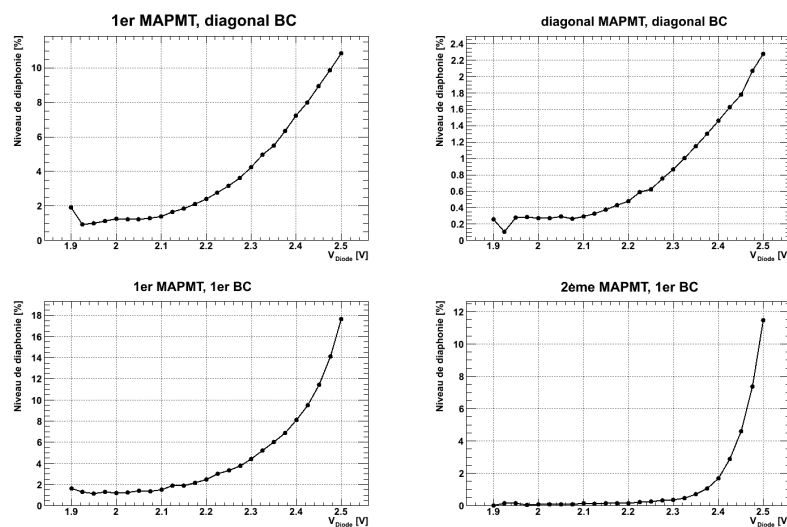 1er MAPMT, diagonal BC
Niveau de diaphonie [%]
10
8
6
4
2
0
1.9 2 2.1 2.2 2.3 2.4 2.5
V Diode [V]
diagonal MAPMT, diagonal BC
Niveau de diaphonie [%]
2.4
2.2
2
1.8
1.6
1.4
1.2
1
0.8
0.6
0.4
0.2
0
1.9 2 2.1 2.2 2.3 2.4 2.5
V Diode [V]
1er MAPMT, 1er BC
Niveau de diaphonie [%]
18
16
14
12
10
8
6
4
2
0
1.9 2 2.1 2.2 2.3 2.4 2.5
V Diode [V]
2ème MAPMT, 1er BC
Niveau de diaphonie [%]
12
10
8
6
4
2
0
1.9 2 2.1 2.2 2.3 2.4 2.5
V Diode [V]